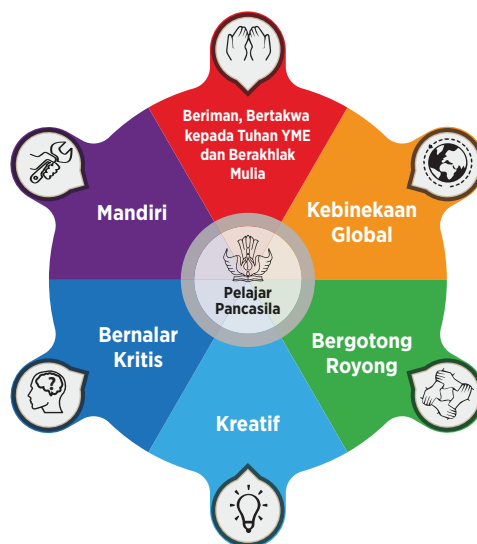 Beriman, Bertakwa
kepada Tuhan YME
dan Berakhlak
Mulia
Mandiri
Kebinekaan
Global
Pelajar
Pancasila
Bernalar
Kritis
Bergotong
Royong
Kreatif
?